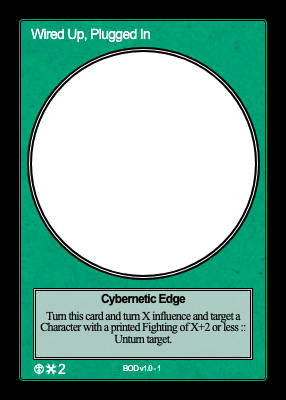 Wired Up, Plugged In
Cybernetic Edge
Turn this card and turn X influence and target a
Character with a printed Fighting of X+2 or less ::
Unturn target.
2
BOD v1.0 - 1